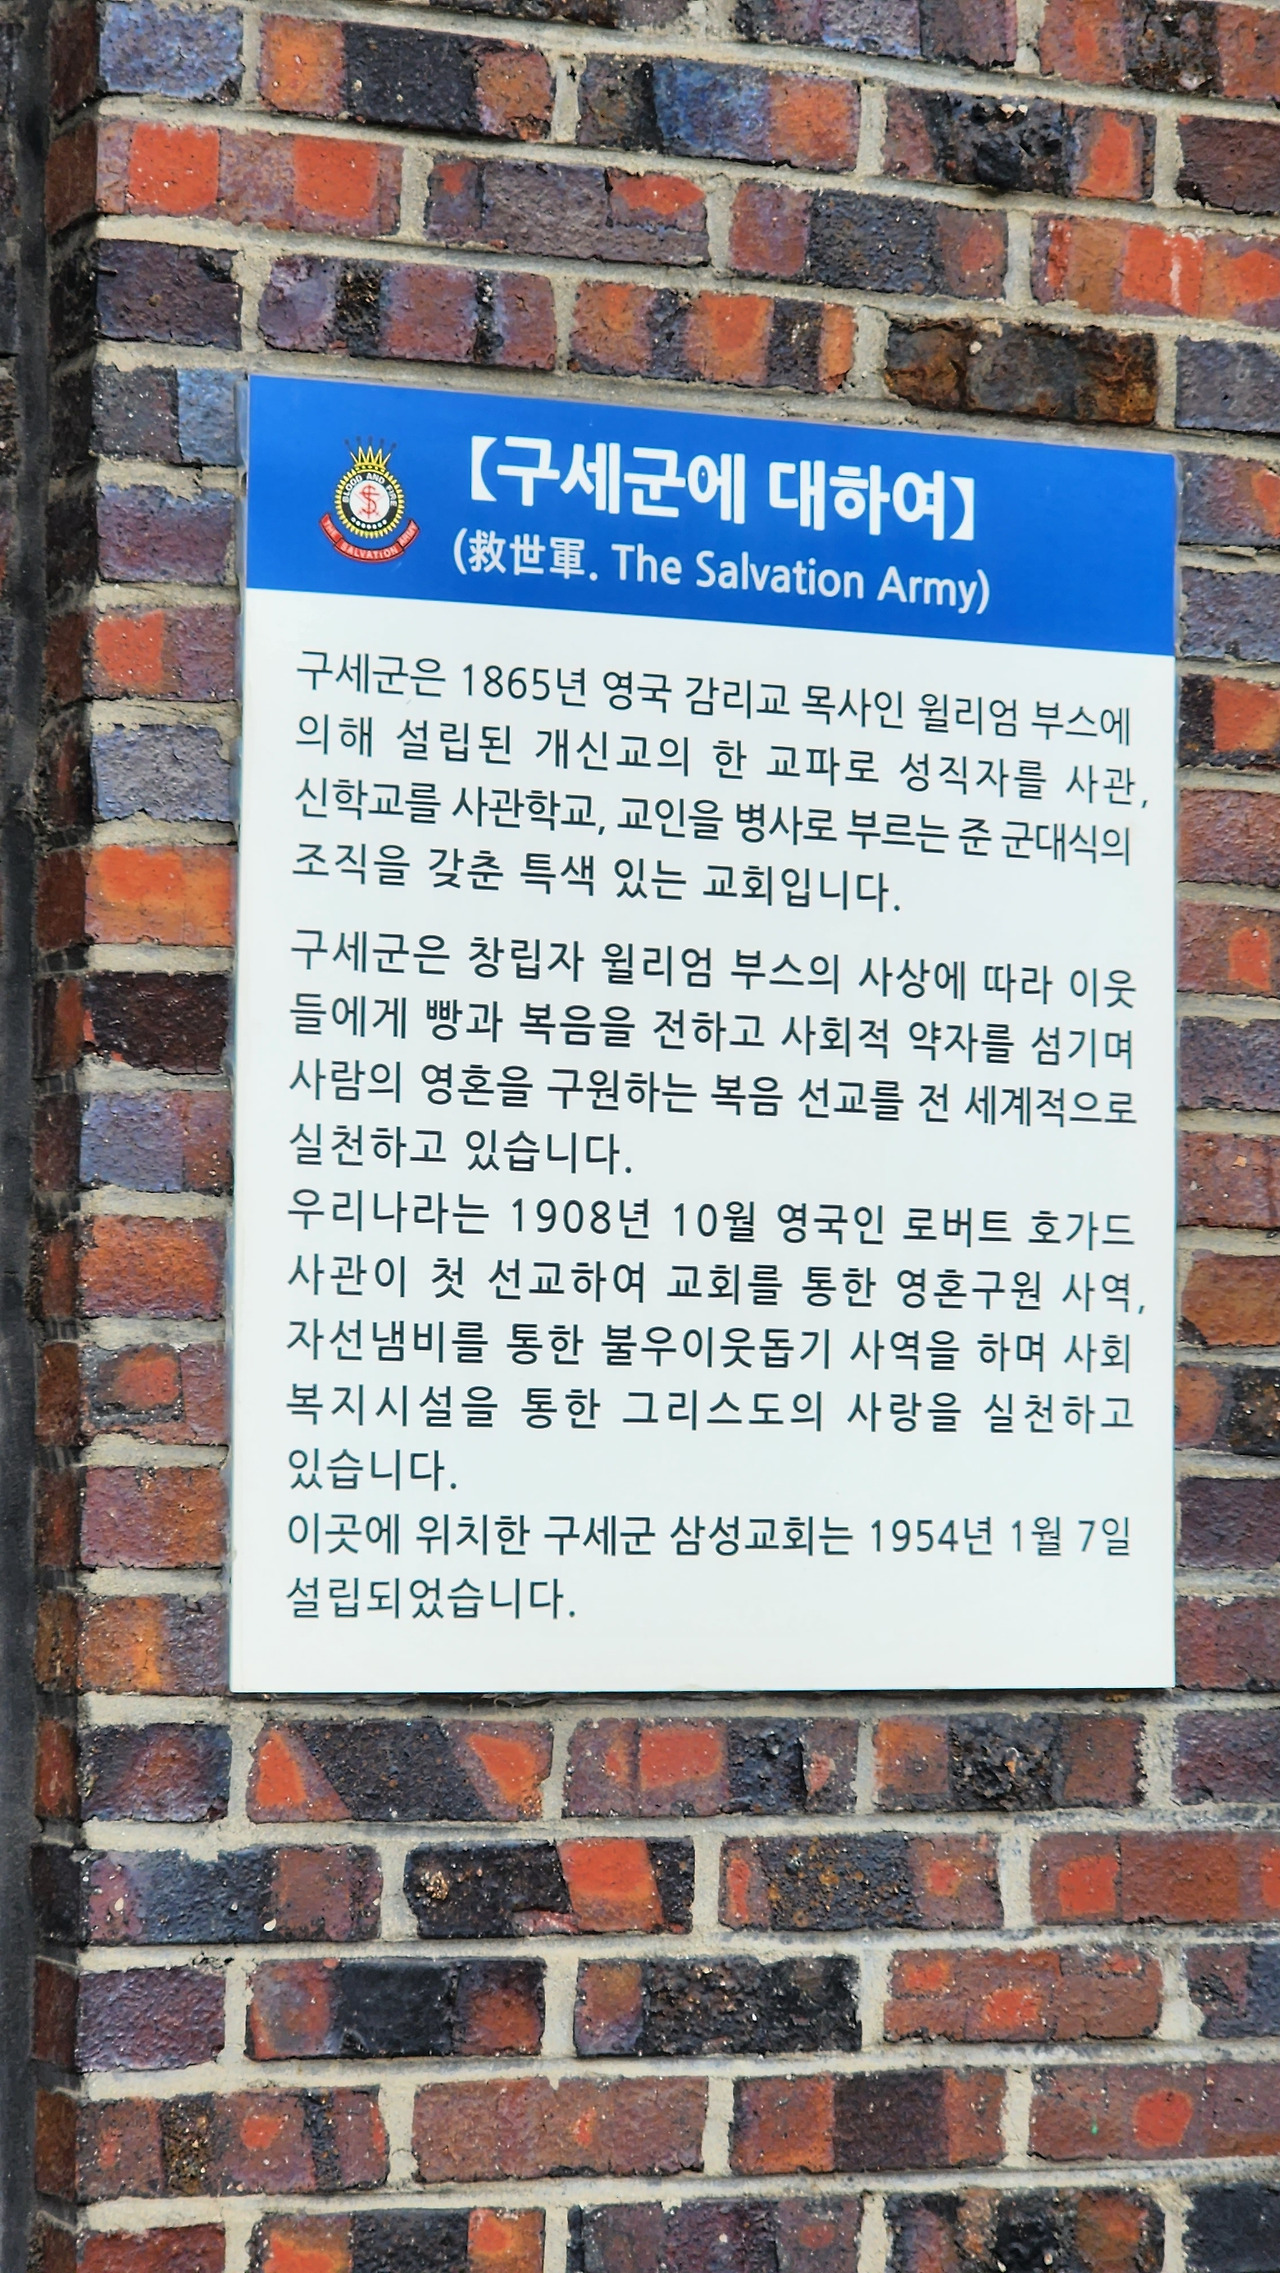 【구세군에 대하여】
BLOOD AND FIRE
THE SALVATION ARMY
(救世軍. The Salvation Army)
구세군은 1865년 영국 감리교 목사인 윌리엄 부스에
의해 설립된 개신교의 한 교파로 성직자를 사관,
신학교를 사관학교, 교인을 병사로 부르는 준 군대식의
조직을 갖춘 특색 있는 교회입니다.
구세군은 창립자 윌리엄 부스의 사상에 따라 이웃
들에게 빵과 복음을 전하고 사회적 약자를 섬기며
사람의 영혼을 구원하는 복음 선교를 전 세계적으로
실천하고 있습니다.
우리나라는 1908년 10월 영국인 로버트 호가드
사관이 첫 선교하여 교회를 통한 영혼구원 사역,
자선냄비를 통한 불우이웃돕기 사역을 하며 사회
복지시설을 통한 그리스도의 사랑을 실천하고
있습니다.
이곳에 위치한 구세군 삼성교회는 1954년 1월 7일
설립되었습니다.